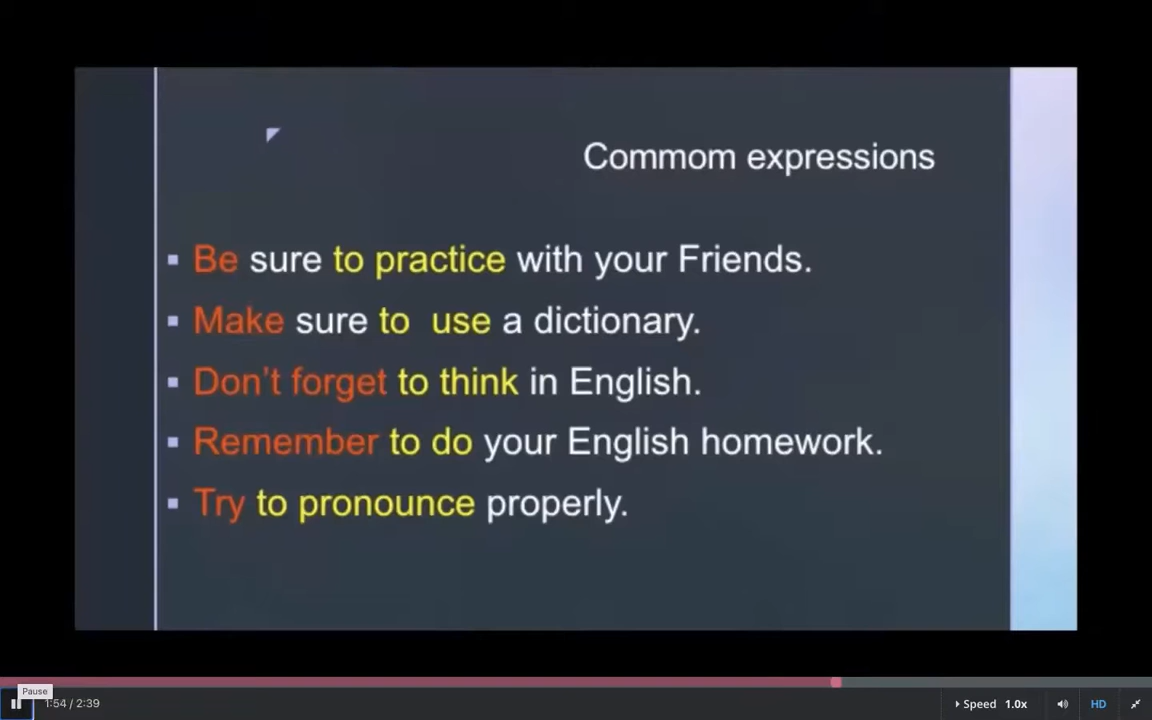 Commom expressions
▪ Be sure to practice with your Friends.
▪ Make sure to use a dictionary.
▪ Don't forget to think in English.
▪ Remember to do your English homework.
▪ Try to pronounce properly.
Pause
1:54 / 2:39
Speed 1.0x
HD